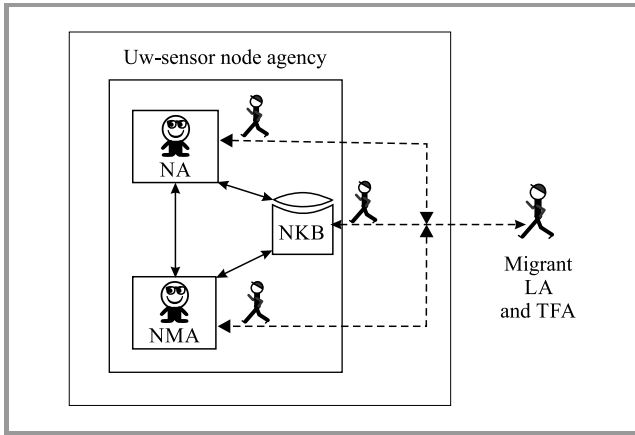 Uw-sensor node agency
NA
NKB
NMA
Migrant
LA
and TFA